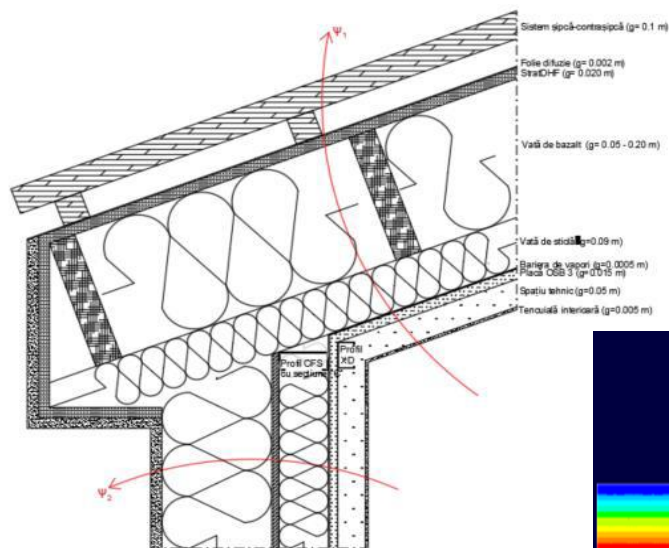 Ψ₁
Sistem șipcă-contrașipcă (g= 0.1 m)
Folie difuzie (g= 0.002 m)
StratDHF (g= 0.020 m)
Vată de bazalt (g= 0.05 - 0.20 m)
Vată de sticlă (g=0.09 m)
Bariera de vapori (g=0.0005 m)
Placă OSB 3 (g=0.015 m)
Spațiu tehnic (g=0.05 m)
Tencuială interioară (g=0.005 m)
Profil CFS
cu secțiune
Profil
Ψ₂